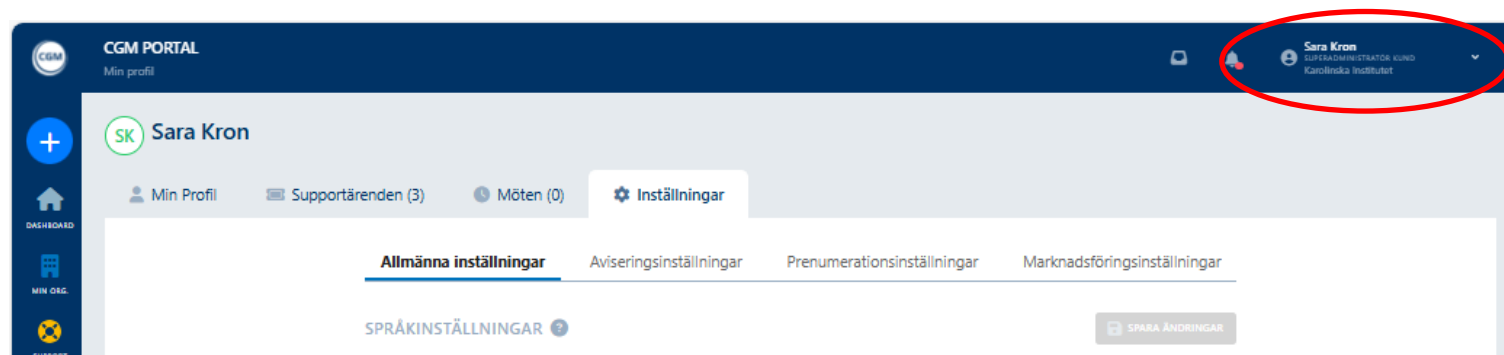 CGM
CGM PORTAL
Min profil
Sara Kron
SUPERADMINISTRATÖR KUND
Karolinska Institutet
SK Sara Kron
Min Profil
Supportärenden (3)
Möten (0)
Inställningar
DASHBOARD
MIN ORG.
SUPPORT
Allmänna inställningar
Aviseringsinställningar
Prenumerationsinställningar
Marknadsföringsinställningar
SPRÅKINSTÄLLNINGAR ?
SPARA ÄNDRINGAR